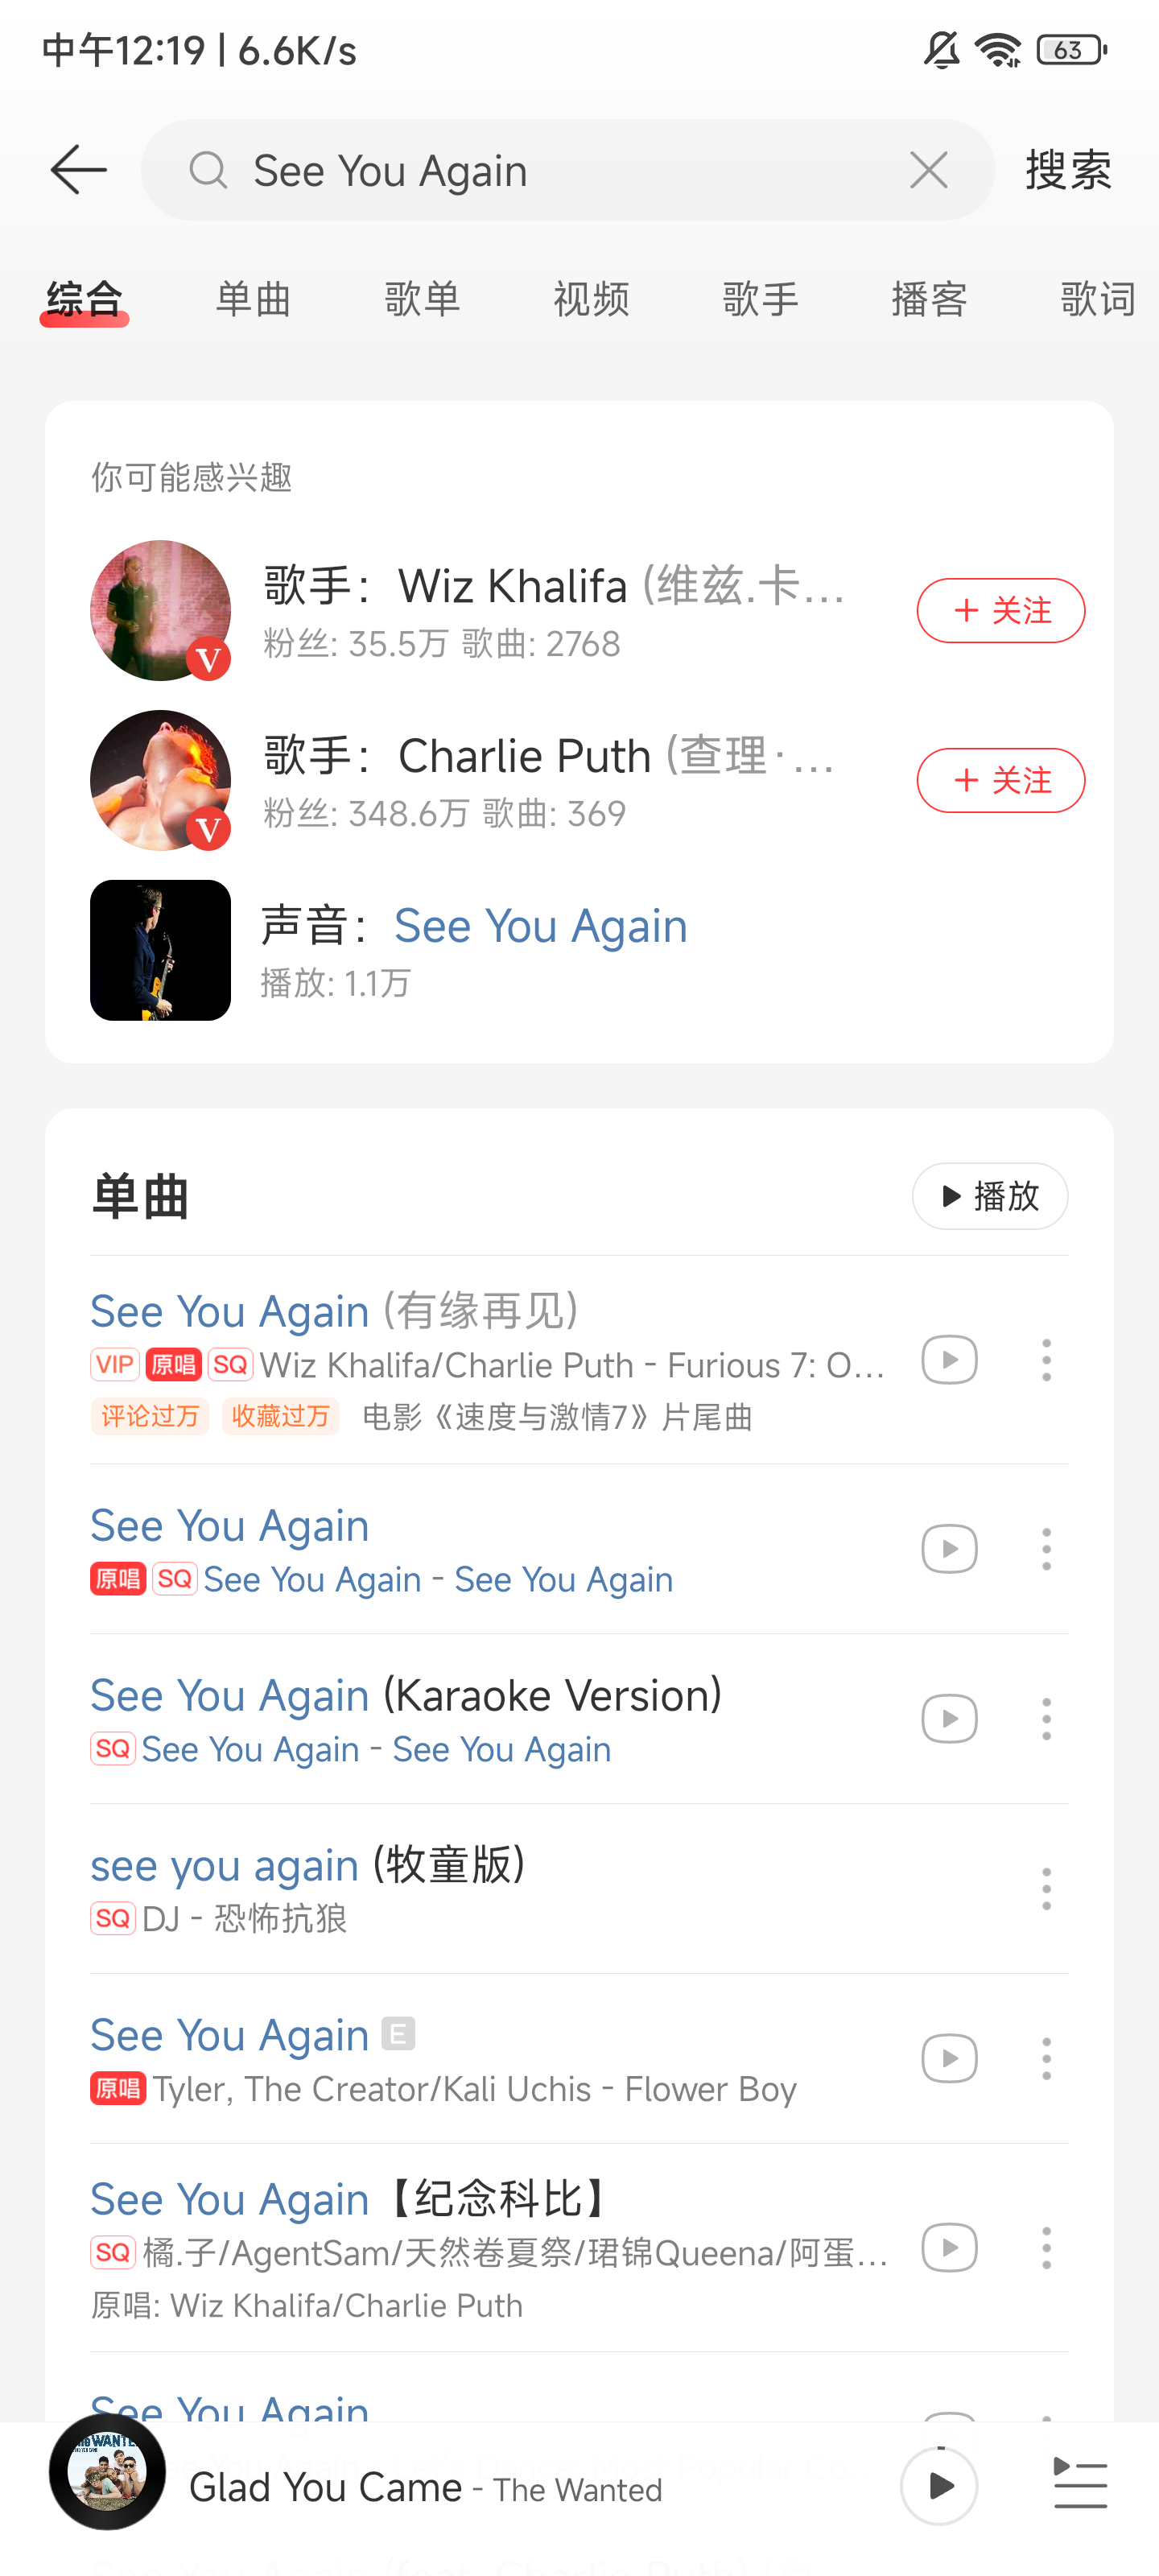 中午12:19 | 6.6K/s
63
See You Again
搜索
综合 单曲 歌单 视频 歌手 播客 歌词
你可能感兴趣
歌手：Wiz Khalifa (维兹.卡...
粉丝: 35.5万 歌曲: 2768
+ 关注
歌手：Charlie Puth (查理·...
粉丝: 348.6万 歌曲: 369
+ 关注
声音：See You Again
播放: 1.1万
单曲
播放
See You Again (有缘再见)
VIP 原唱 SQ Wiz Khalifa/Charlie Puth - Furious 7: O...
评论过万 收藏过万 电影《速度与激情7》片尾曲
See You Again
原唱 SQ See You Again - See You Again
See You Again (Karaoke Version)
SQ See You Again - See You Again
see you again (牧童版)
SQ DJ - 恐怖抗狼
See You Again E
原唱 Tyler, The Creator/Kali Uchis - Flower Boy
See You Again【纪念科比】
SQ 橘.子/AgentSam/天然卷夏祭/珺锦Queena/阿蛋...
原唱: Wiz Khalifa/Charlie Puth
See You Again
Glad You Came - The Wanted